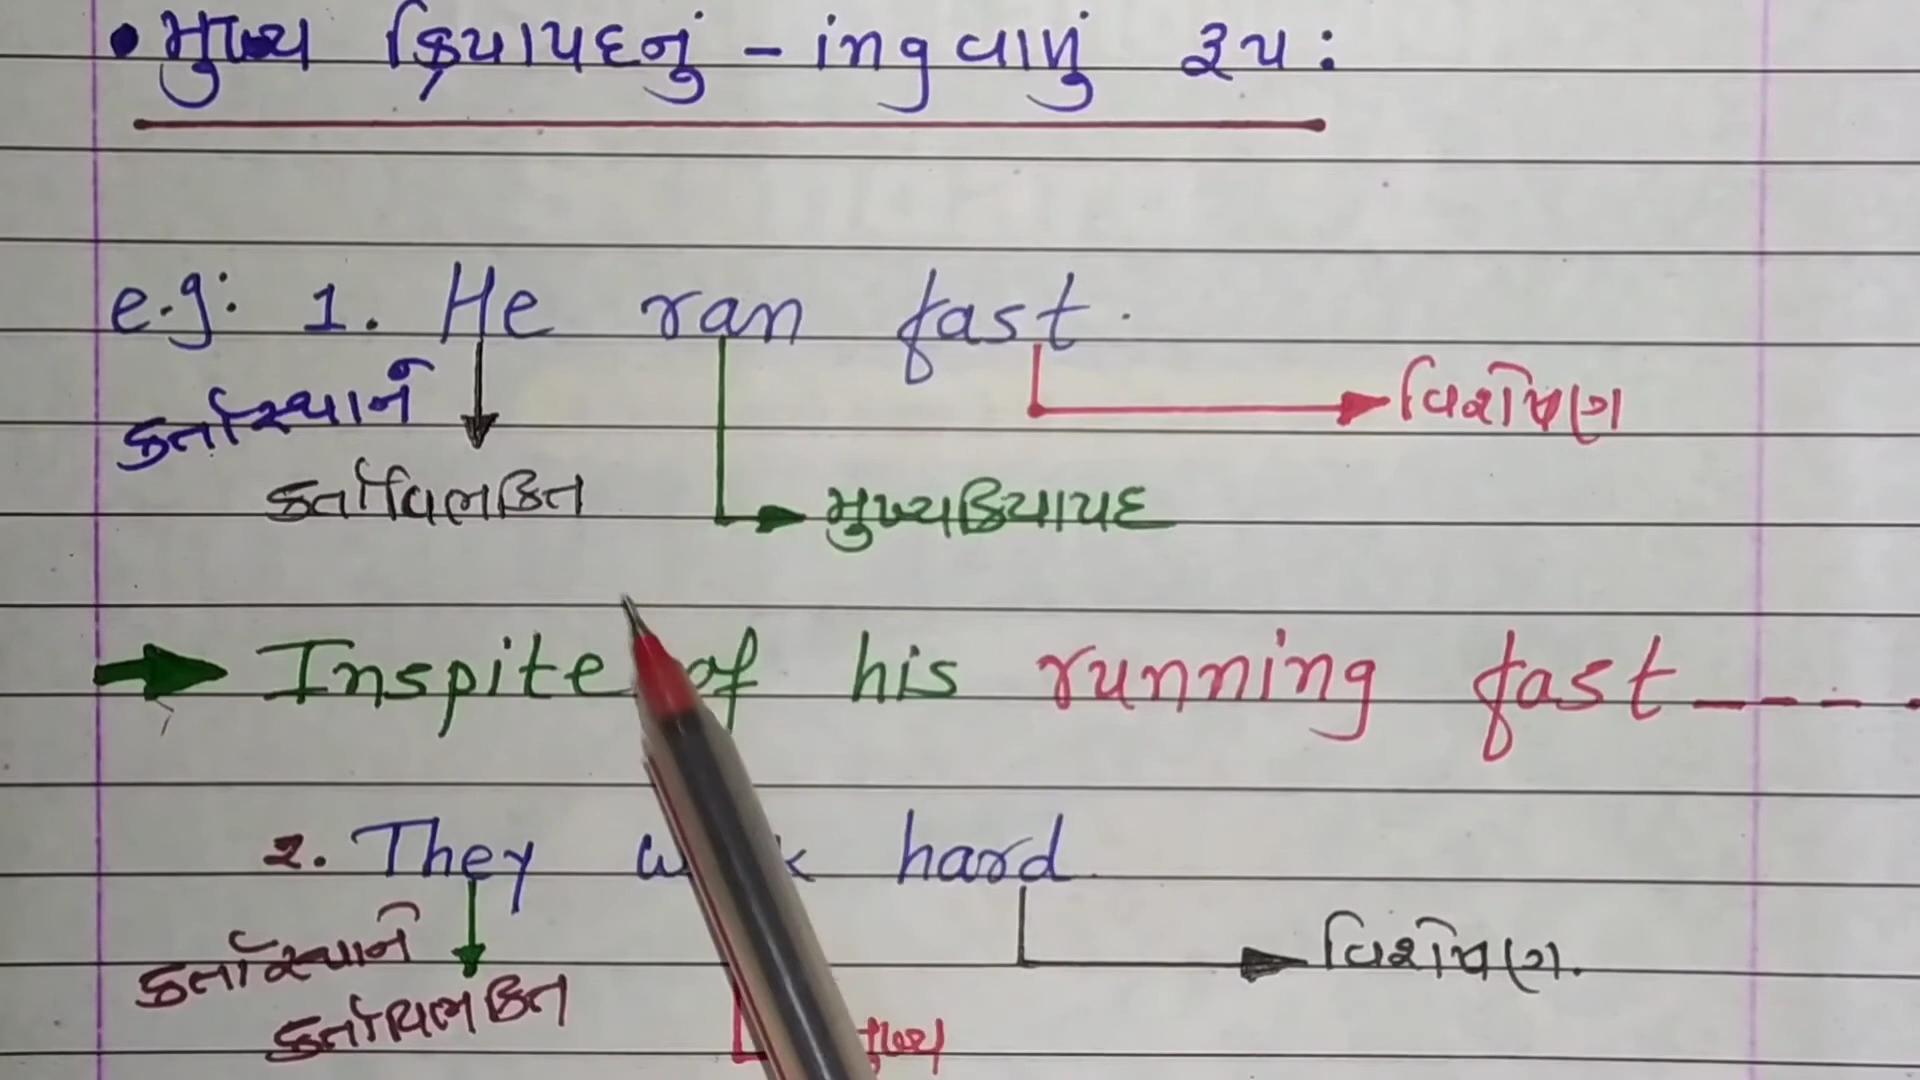 • મુખ્ય ક્રિયાપદનું - ing વાળું રૂપ :
e.g: 1. He ran fast.
કર્તાસ્થાને
વિશેષણ
કર્તાવિભક્તિ
મુખ્યક્રિયાપદ
Inspite of his running fast - - - -
2. They hard.
કર્તાસ્થાને
વિશેષણ.
કર્તાવિભક્તિ